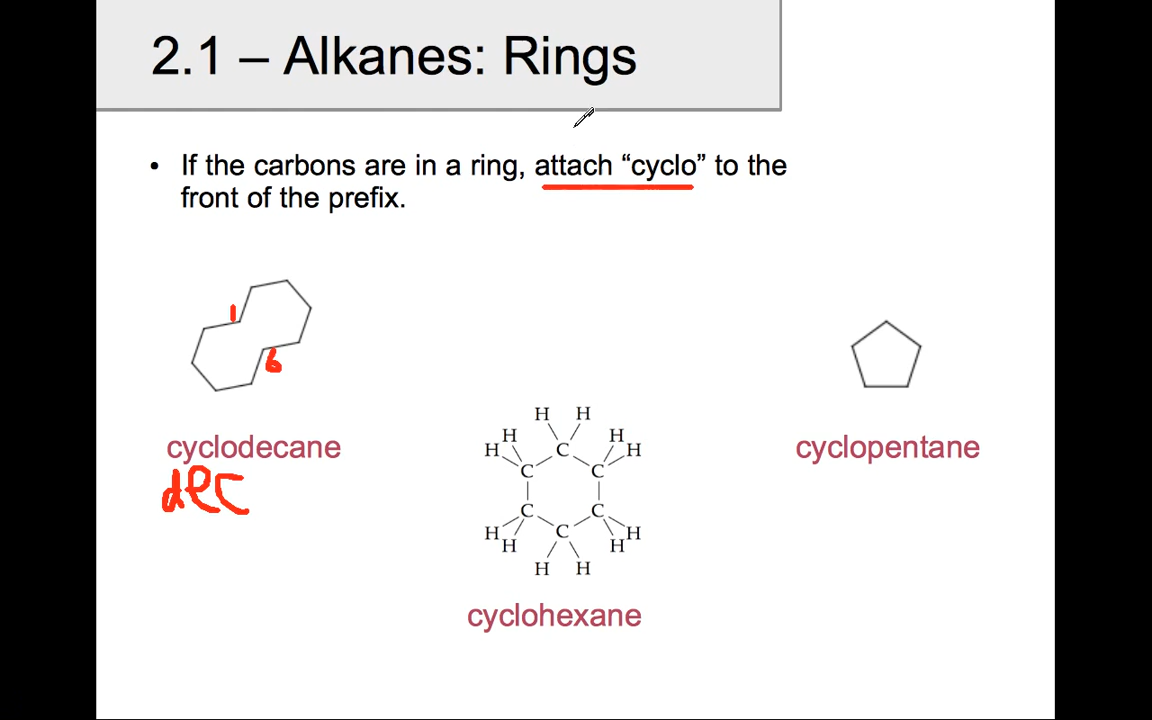 2.1 – Alkanes: Rings
• If the carbons are in a ring, attach “cyclo” to the
front of the prefix.
1
6
cyclodecane
dec
cyclopentane
H H
H H
H H
C
C C
C C
C
H H
H H
H H
cyclohexane